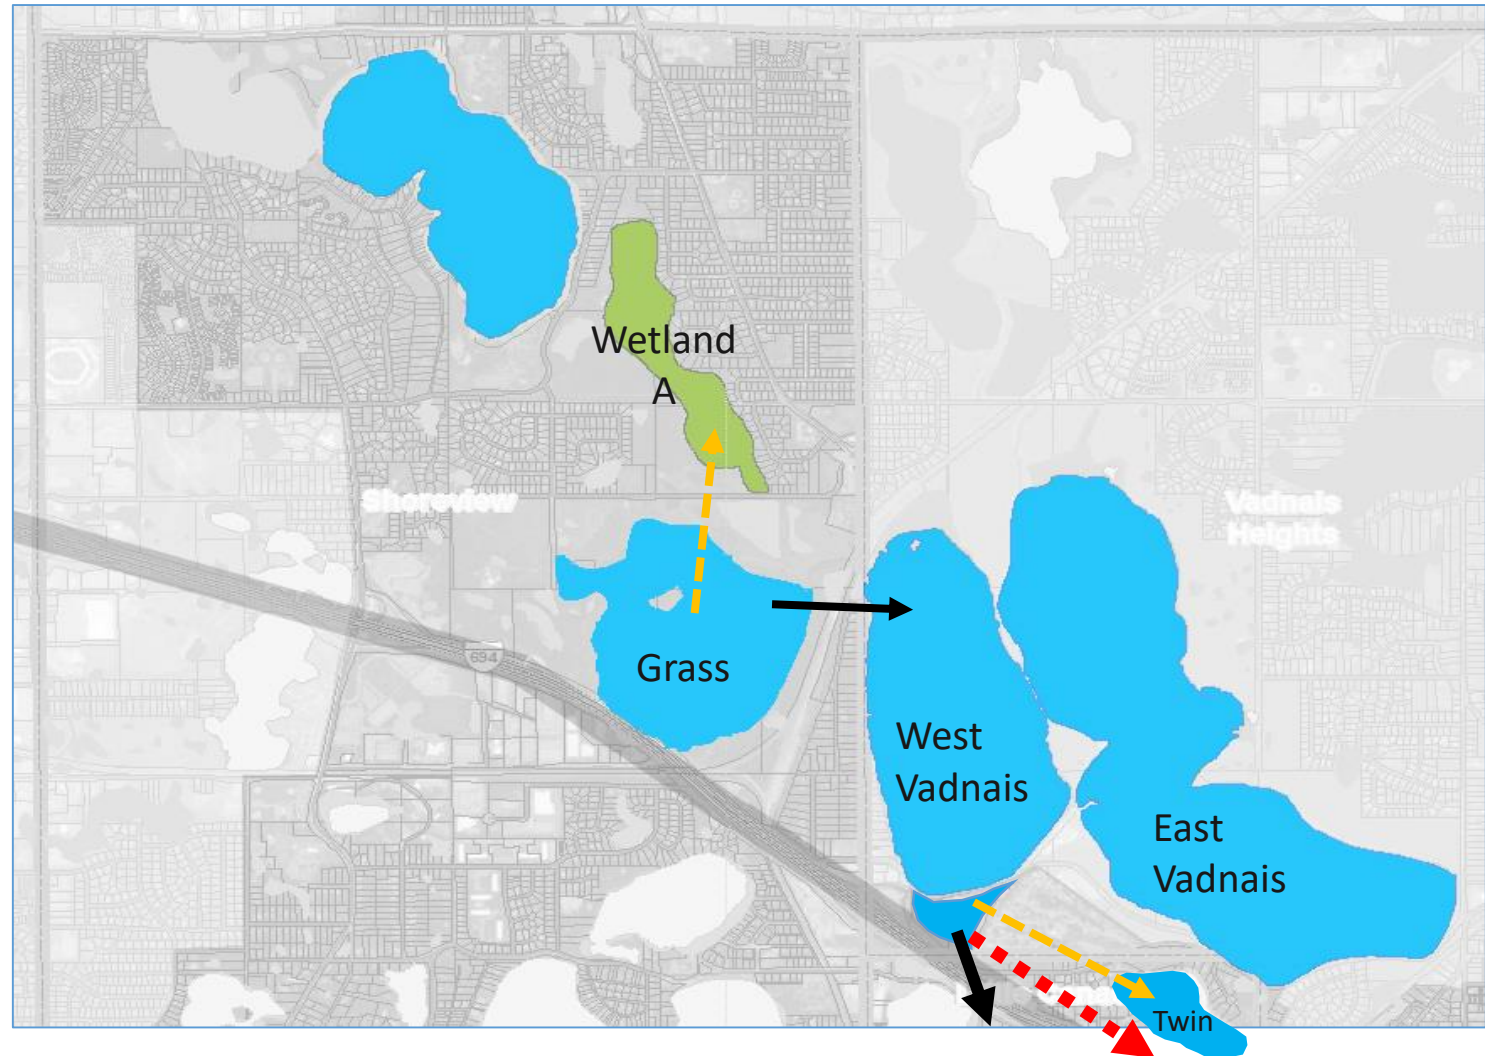 Wetland
A
Shoreview
Vadnais
Heights
694
Grass
West
Vadnais
East
Vadnais
Twin